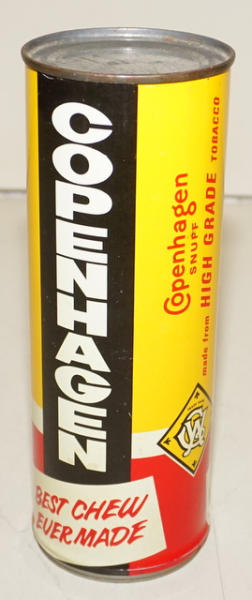 COPENHAGEN
BEST CHEW
EVER MADE
Copenhagen
SNUFF
made from HIGH GRADE TOBACCO